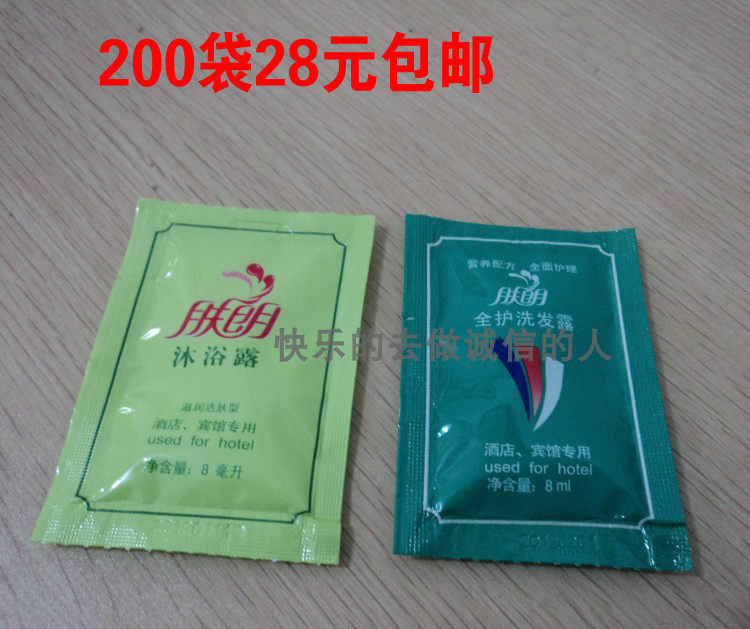 200袋28元包邮
肤朗
沐浴露
滋润活肤型
酒店、宾馆专用
used for hotel
净含量: 8 毫升
营养配方 全面护理
肤朗
全护洗发露
酒店、宾馆专用
used for hotel
净含量: 8 ml
快乐的去做诚信的人